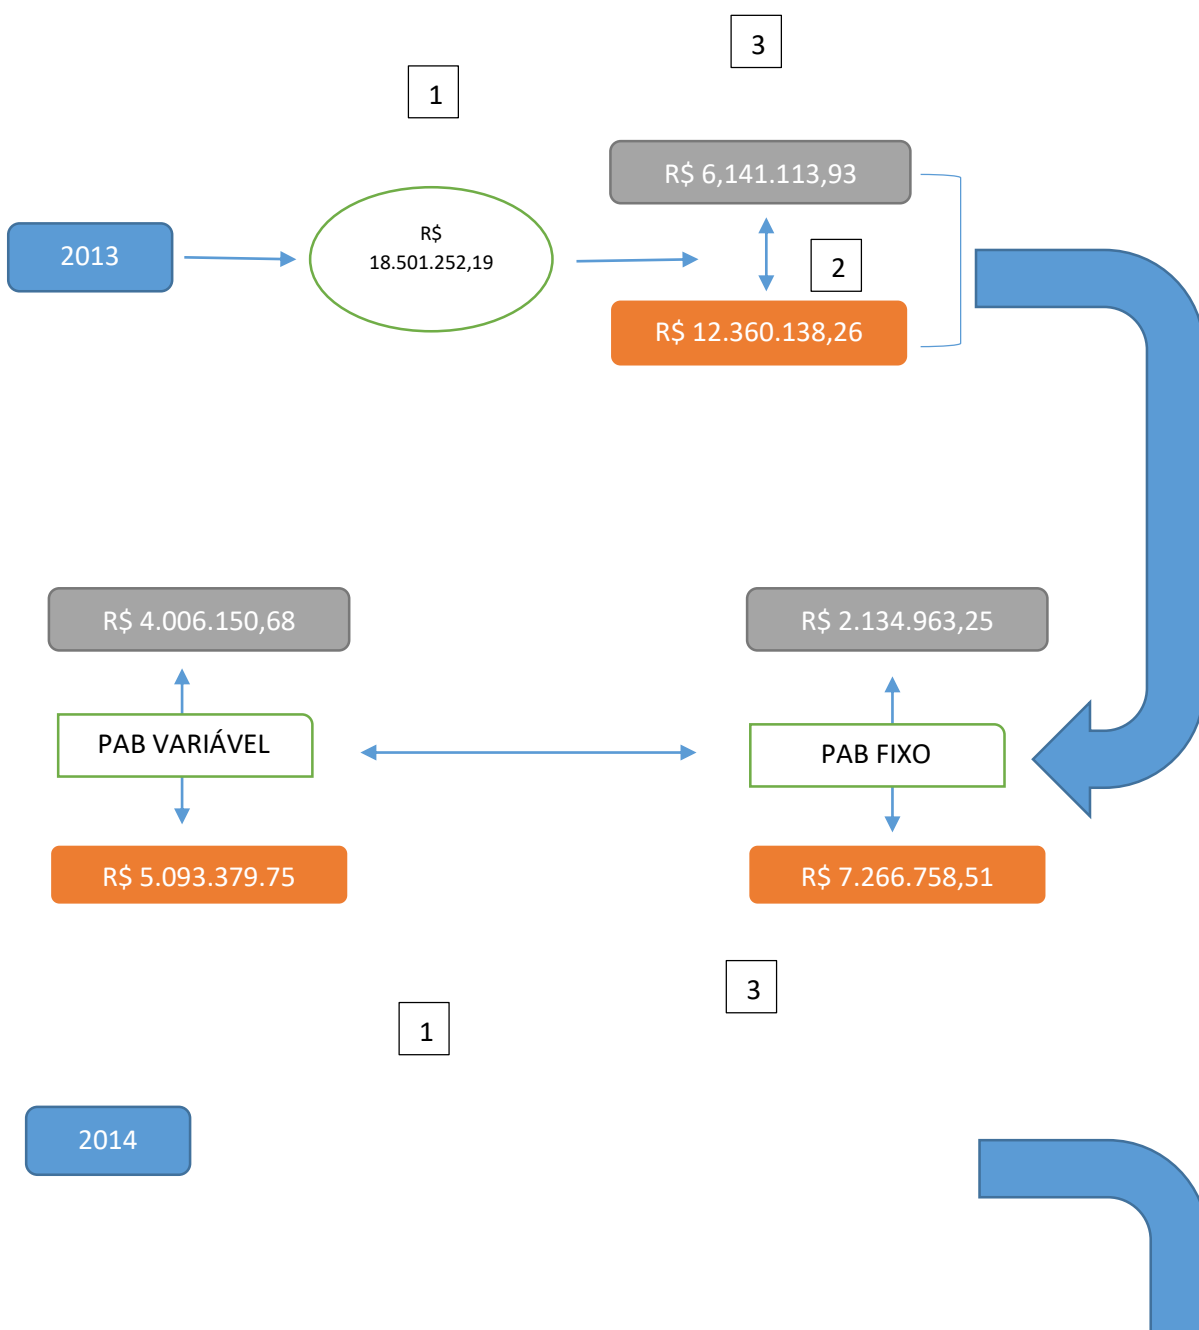 3
1
R$ 6,141.113,93
2013
R$
18.501.252,19
2
R$ 12.360.138,26
R$ 4.006.150,68
R$ 2.134.963,25
PAB VARIÁVEL
PAB FIXO
R$ 5.093.379.75
R$ 7.266.758,51
3
1
2014